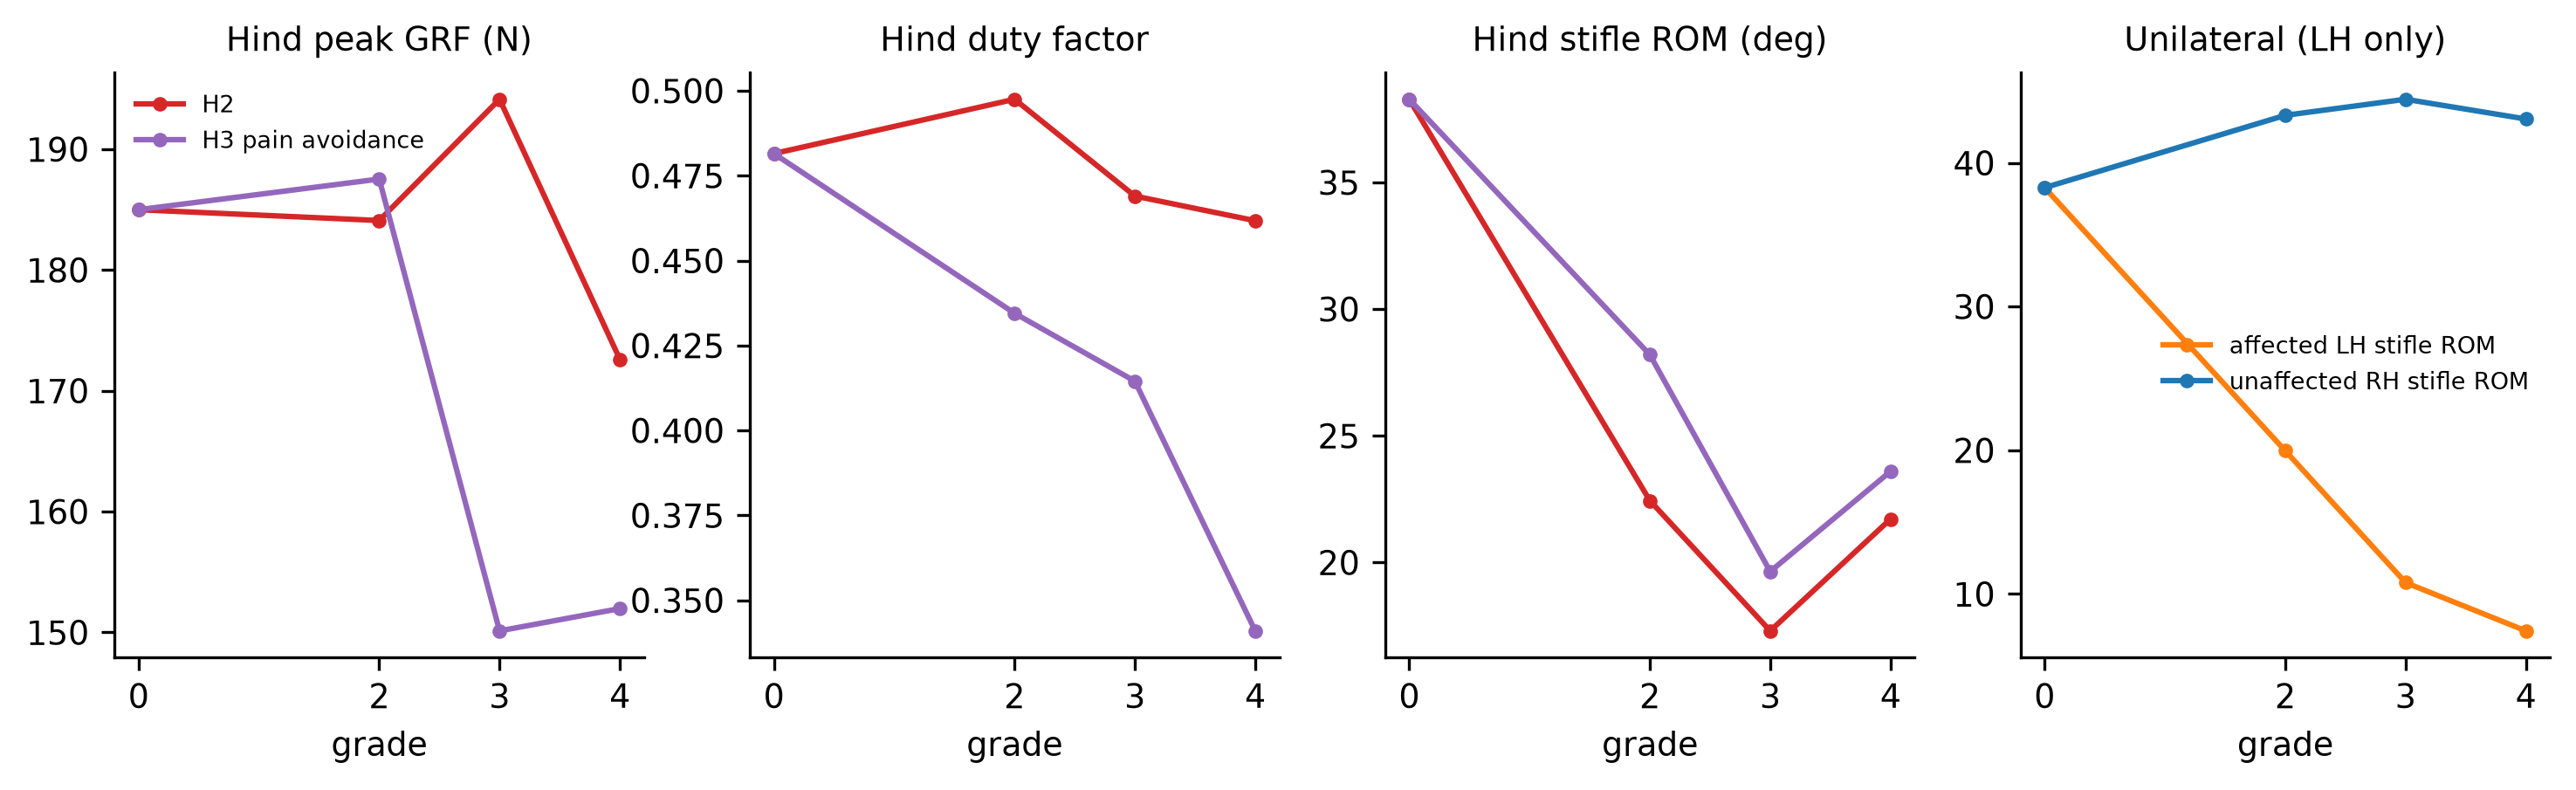 Hind peak GRF (N)
H2
H3 pain avoidance
190
180
170
160
150
0 2 3 4
grade
Hind duty factor
0.500
0.475
0.450
0.425
0.400
0.375
0.350
0 2 3 4
grade
Hind stifle ROM (deg)
35
30
25
20
0 2 3 4
grade
Unilateral (LH only)
40
30
20
10
affected LH stifle ROM
unaffected RH stifle ROM
0 2 3 4
grade